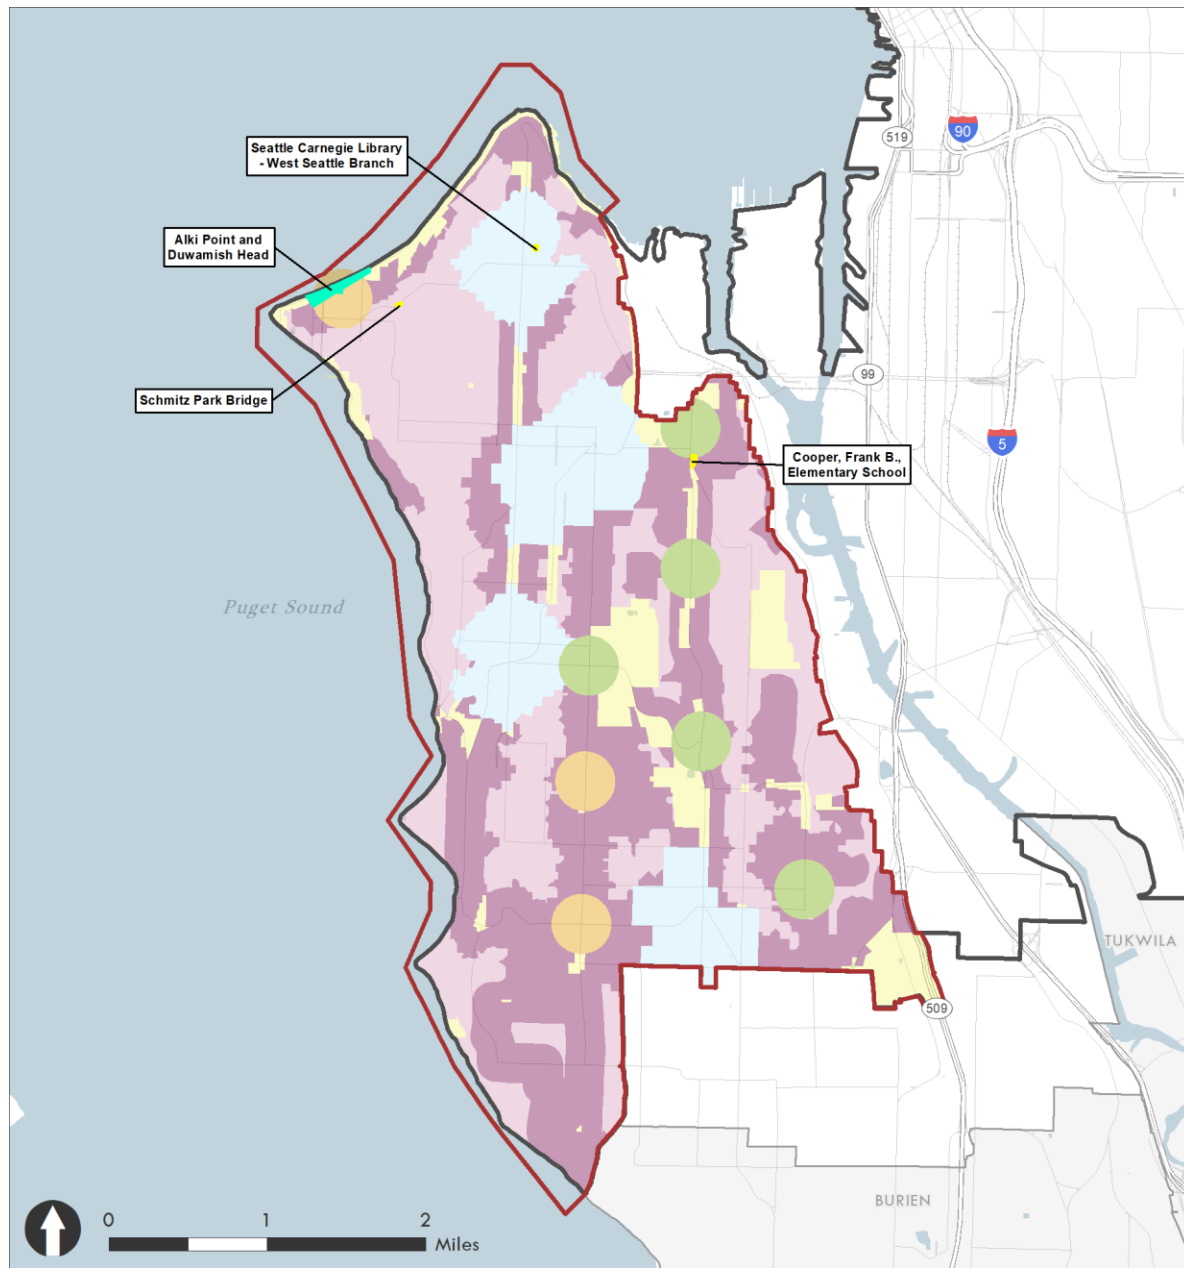 519
90
Seattle Carnegie Library
- West Seattle Branch
Alki Point and
Duwamish Head
99
Schmitz Park Bridge
5
Cooper, Frank B.,
Elementary School
Puget Sound
TUKWILA
509
BURIEN
0 1 2
Miles